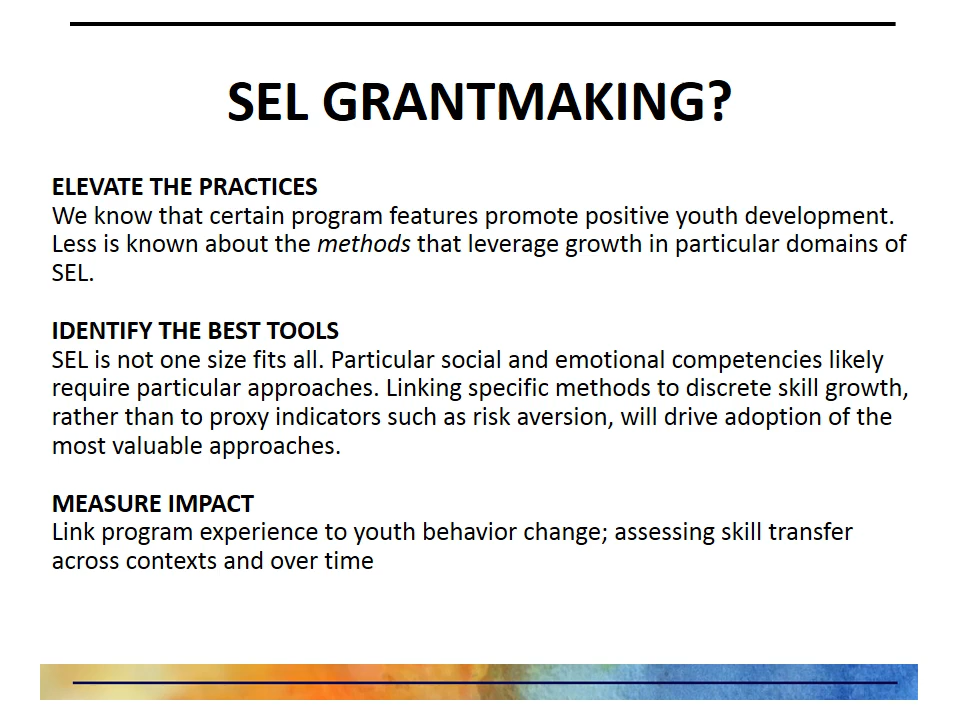 SEL GRANTMAKING?
ELEVATE THE PRACTICES
We know that certain program features promote positive youth development.
Less is known about the methods that leverage growth in particular domains of
SEL.
IDENTIFY THE BEST TOOLS
SEL is not one size fits all. Particular social and emotional competencies likely
require particular approaches. Linking specific methods to discrete skill growth,
rather than to proxy indicators such as risk aversion, will drive adoption of the
most valuable approaches.
MEASURE IMPACT
Link program experience to youth behavior change; assessing skill transfer
across contexts and over time